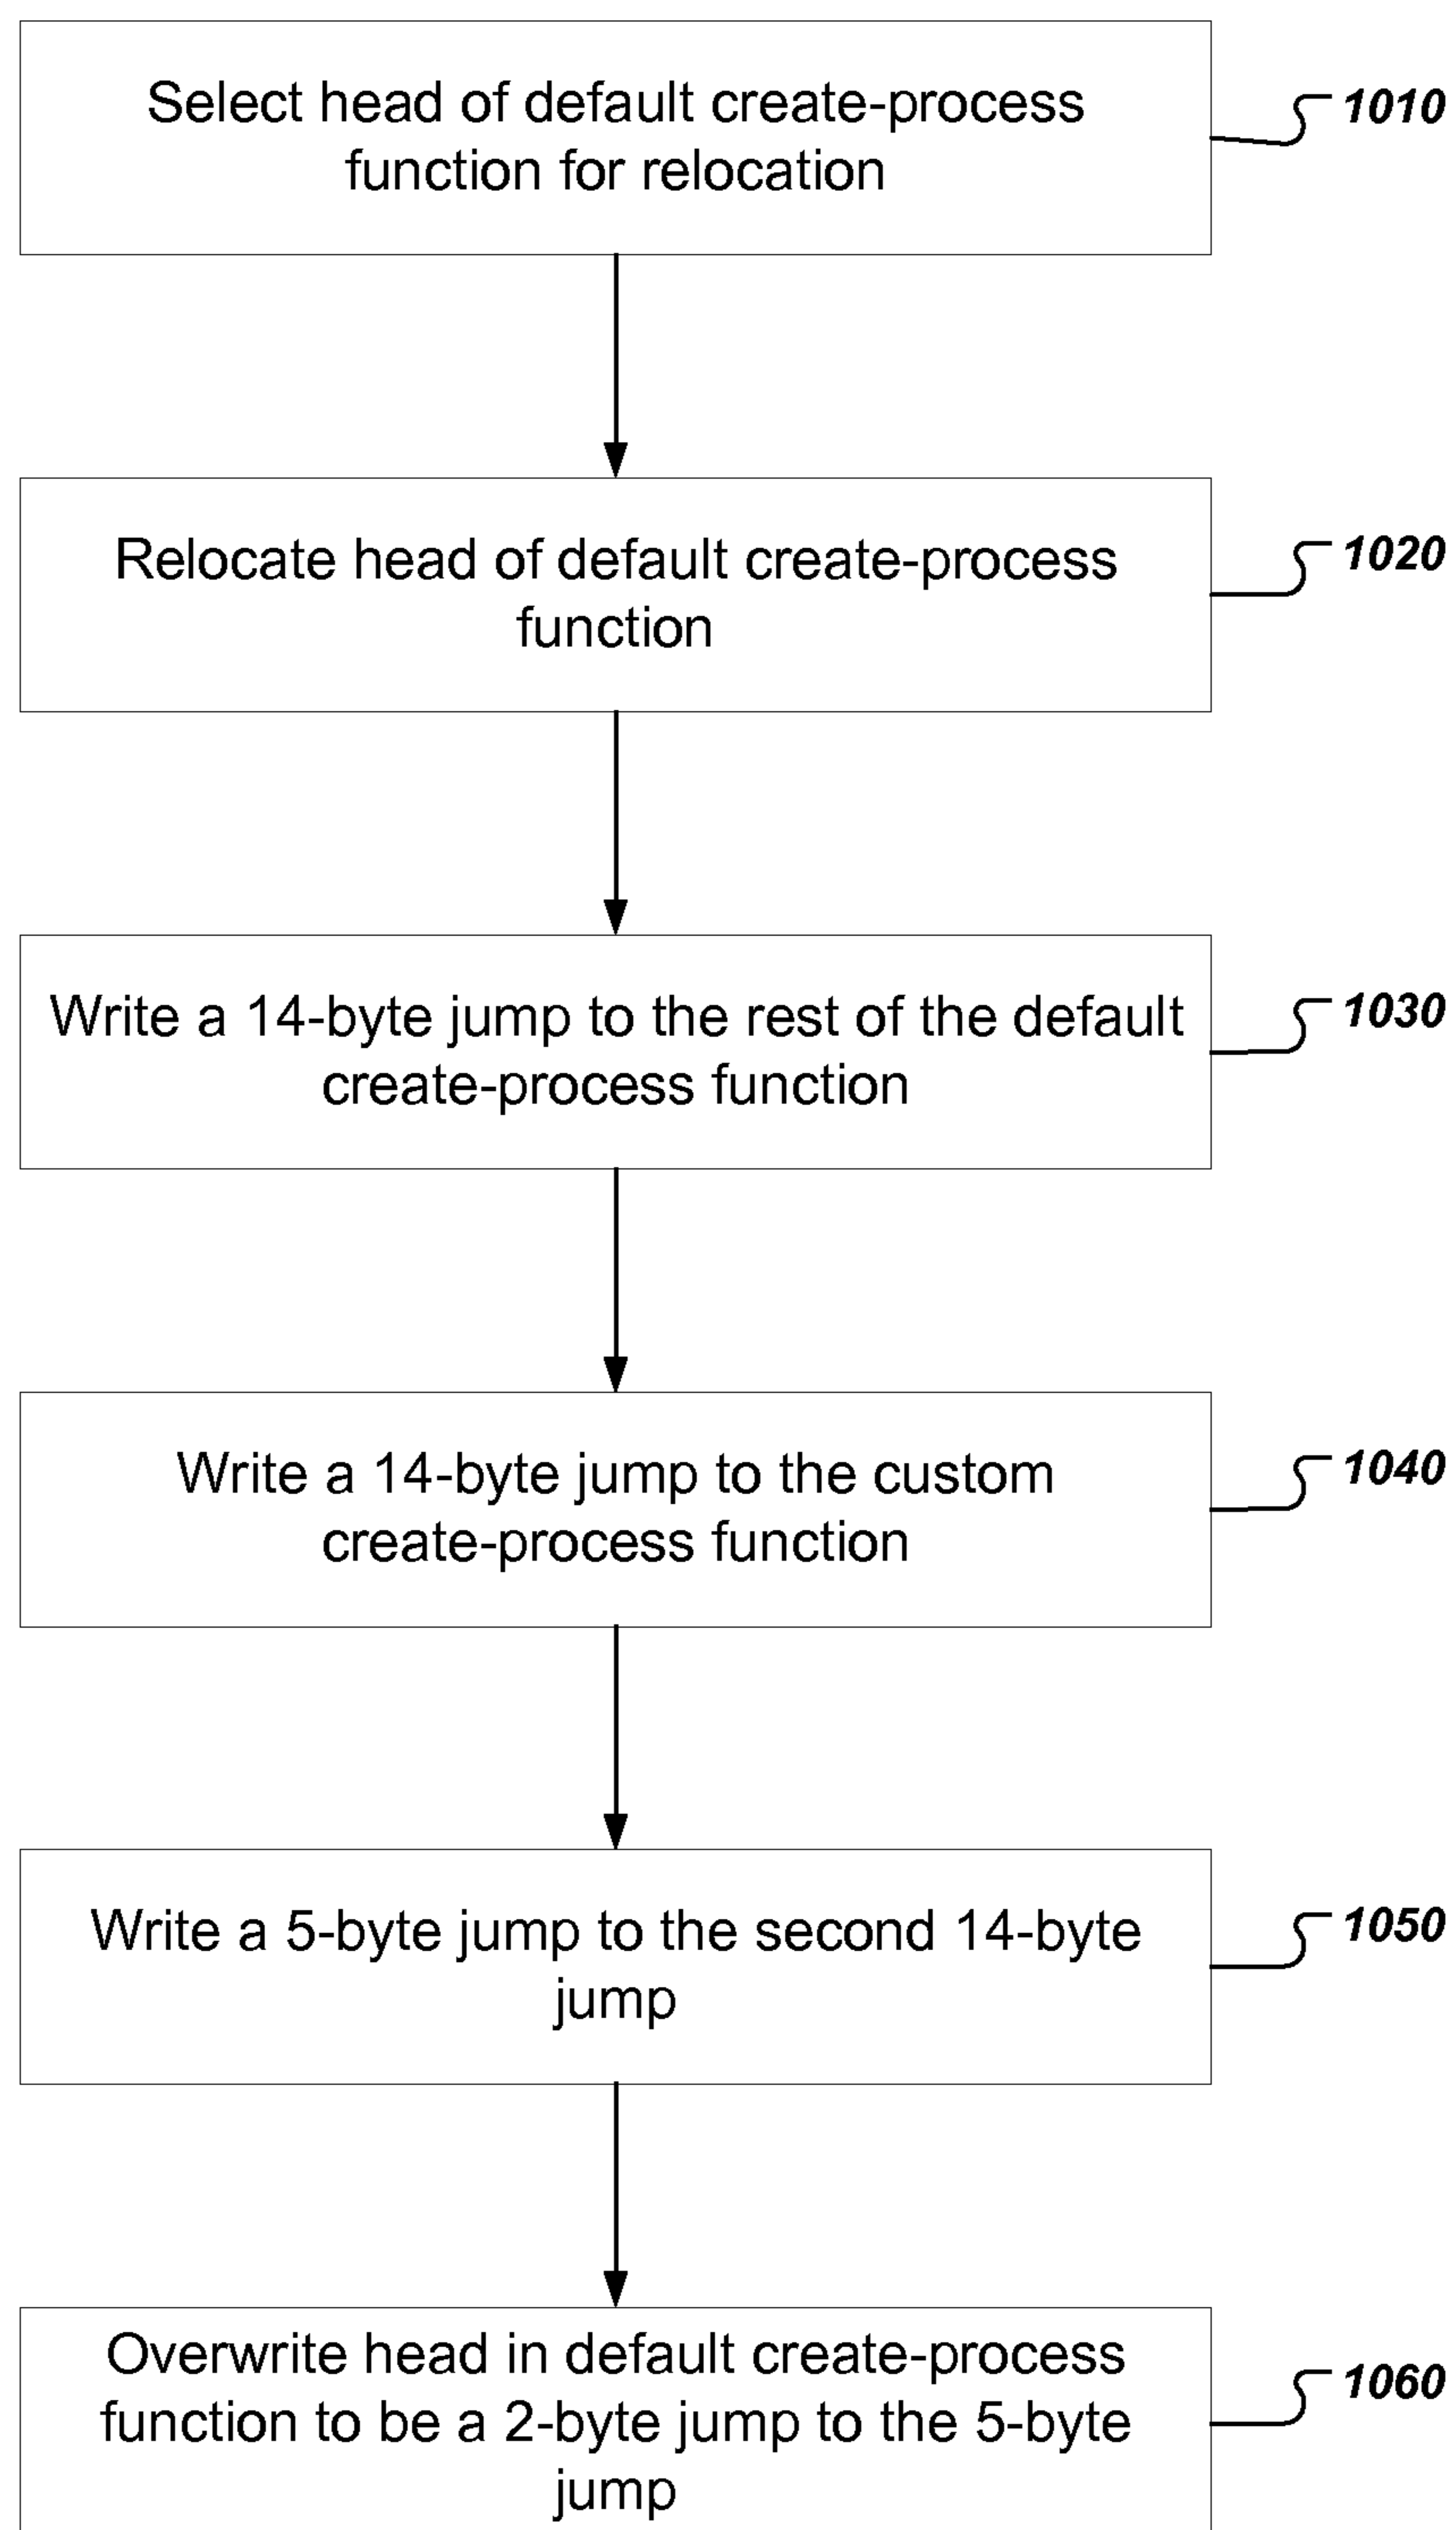 Select head of default create-process
function for relocation
1010
Relocate head of default create-process
function
1020
Write a 14-byte jump to the rest of the default
create-process function
1030
Write a 14-byte jump to the custom
create-process function
1040
Write a 5-byte jump to the second 14-byte
jump
1050
Overwrite head in default create-process
function to be a 2-byte jump to the 5-byte
jump
1060